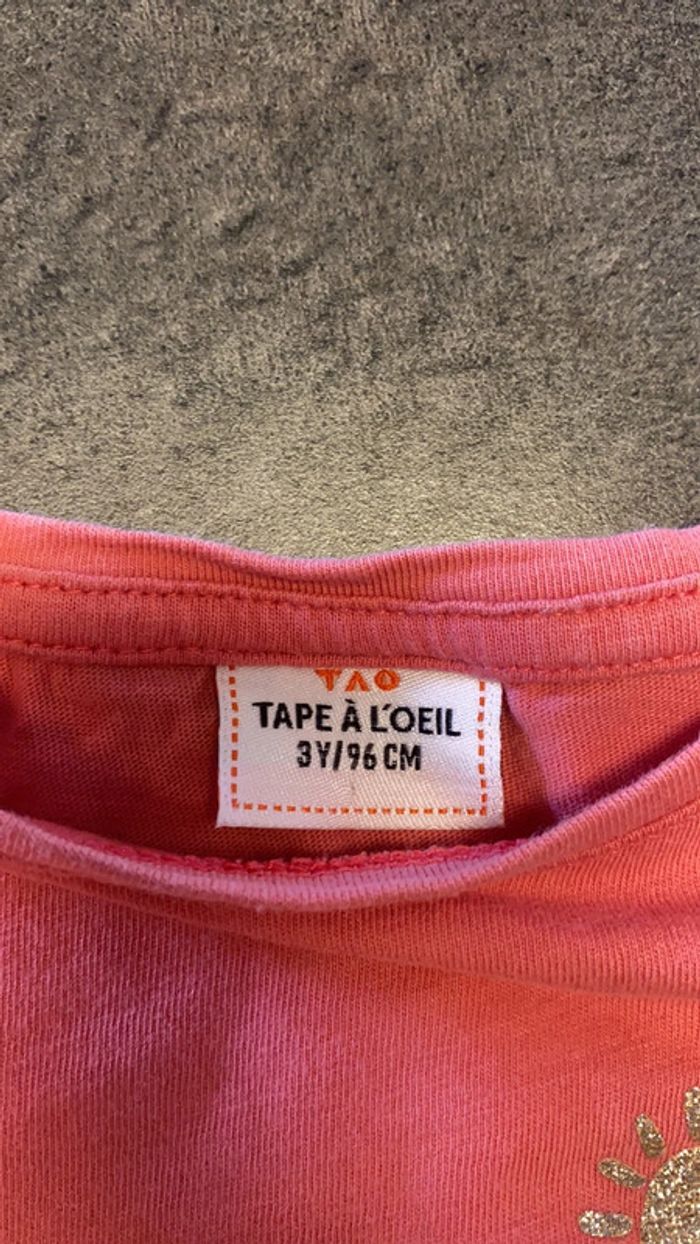 TAO
TAPE À L'OEIL
3Y/96 CM